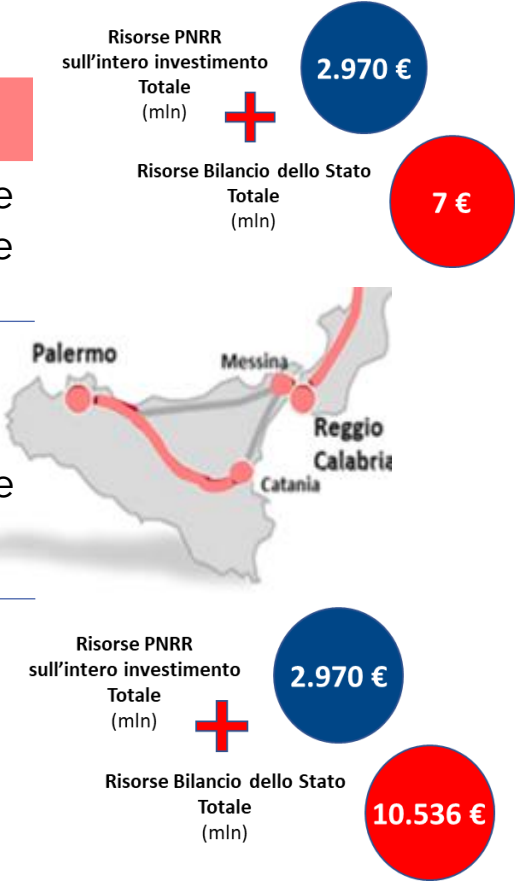 Risorse PNRR
sull’intero investimento
Totale
(mln)
2.970 €
Risorse Bilancio dello Stato
Totale
(mln)
7 €
e
e
Palermo
Messina
Reggio
Calabria
Catania
e
Risorse PNRR
sull’intero investimento
Totale
(mln)
2.970 €
Risorse Bilancio dello Stato
Totale
(mln)
10.536 €